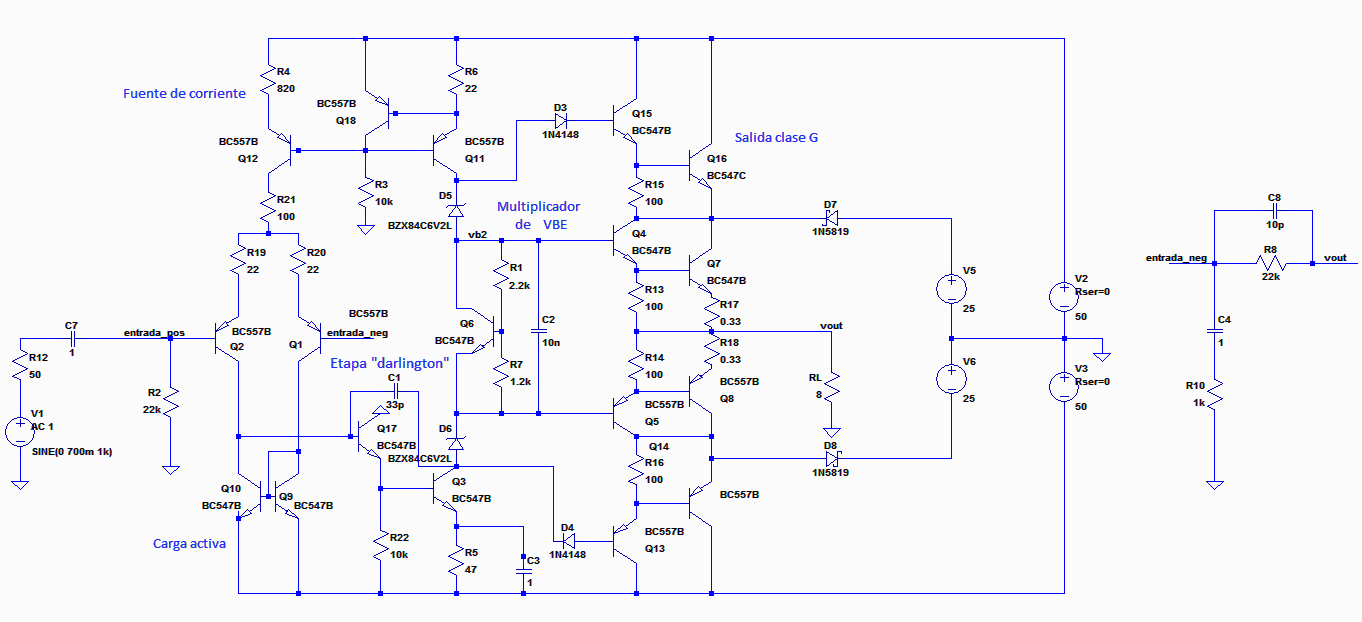 Fuente de corriente
R4
820
BC557B
Q12
R21
100
R19
22
R20
22
BC557B
Q18
R6
22
BC557B
Q11
R3
10k
D5
BZX84C6V2L
Multiplicador
de VBE
vb2
D3
1N4148
Q15
BC547B
Salida clase G
Q16
BC547C
R15
100
Q4
BC547B
Q7
BC547B
R13
100
R17
0.33
vout
R18
0.33
R14
100
RL
8
BC557B
Q8
BC557B
Q5
Q14
R16
100
BC557B
BC557B
Q13
D7
1N5819
D8
1N5819
V5
25
V6
25
V2
Rser=0
50
V3
Rser=0
50
C8
10p
entrada_neg
R8
22k
vout
C4
1
R10
1k
R1
2.2k
Q6
BC547B
C2
10n
R7
1.2k
C7
1
entrada_pos
BC557B
Q2
BC557B
Q1
entrada_neg
R12
50
R2
22k
V1
AC 1
SINE(0 700m 1k)
Etapa "darlington"
C1
33p
Q17
BC547B
D6
BZX84C6V2L
Q3
BC547B
Q10
BC547B
Q9
BC547B
Carga activa
R22
10k
R5
47
C3
1
D4
1N4148